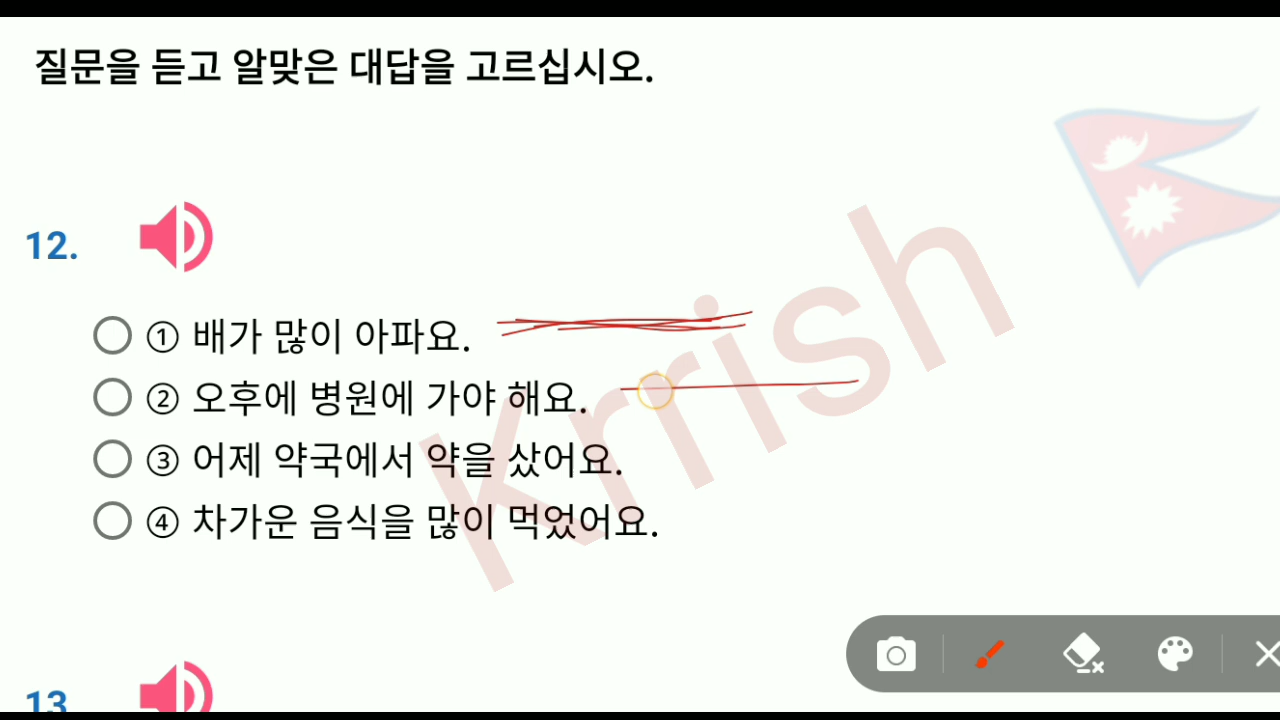 질문을 듣고 알맞은 대답을 고르십시오.
12.
① 배가 많이 아파요.
② 오후에 병원에 가야 해요.
③ 어제 약국에서 약을 샀어요.
④ 차가운 음식을 많이 먹었어요.
Krrish
13